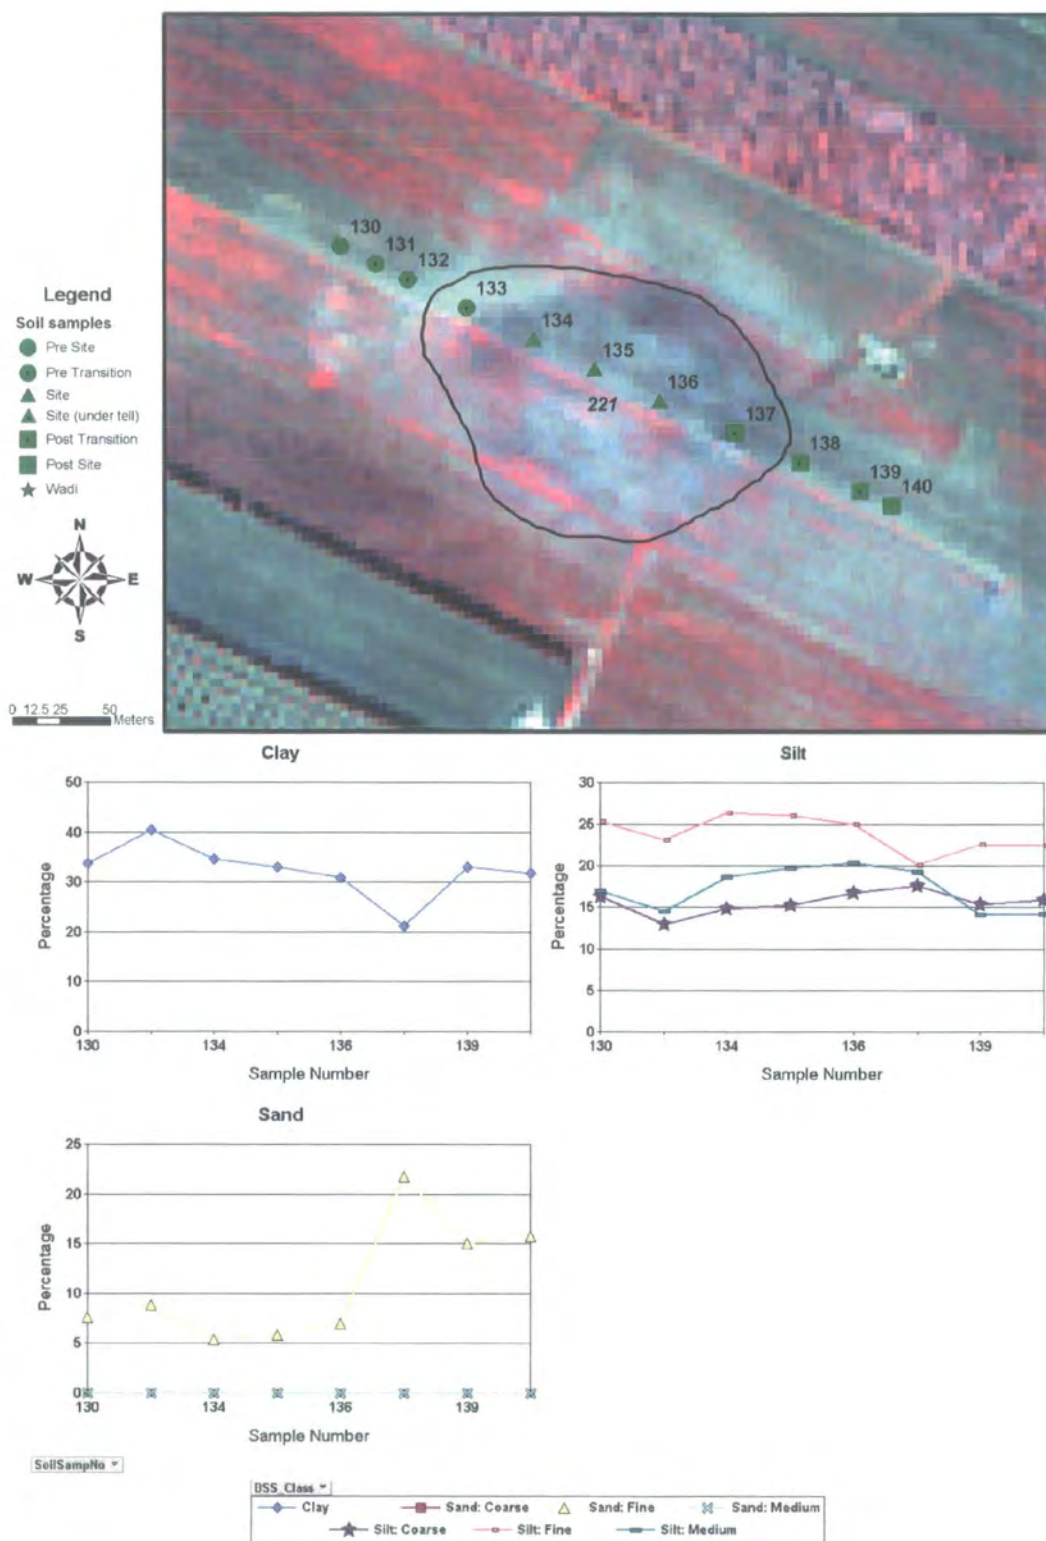 130
131
132
133
134
135
136
221
137
138
139
140
Legend
Soil samples
Pre Site
Pre Transition
Site
Site (under tell)
Post Transition
Post Site
Wadi
N
W E
S
0 12.5 25 50
Meters
Clay
50
40
30
20
10
0
Percentage
130 134 136 139
Sample Number
Silt
30
25
20
15
10
5
0
Percentage
130 134 136 139
Sample Number
Sand
25
20
15
10
5
0
Percentage
130 134 136 139
Sample Number
SoilSampNo
BSS_Class
Clay Sand: Coarse Sand: Fine Sand: Medium
Silt: Coarse Silt: Fine Silt: Medium